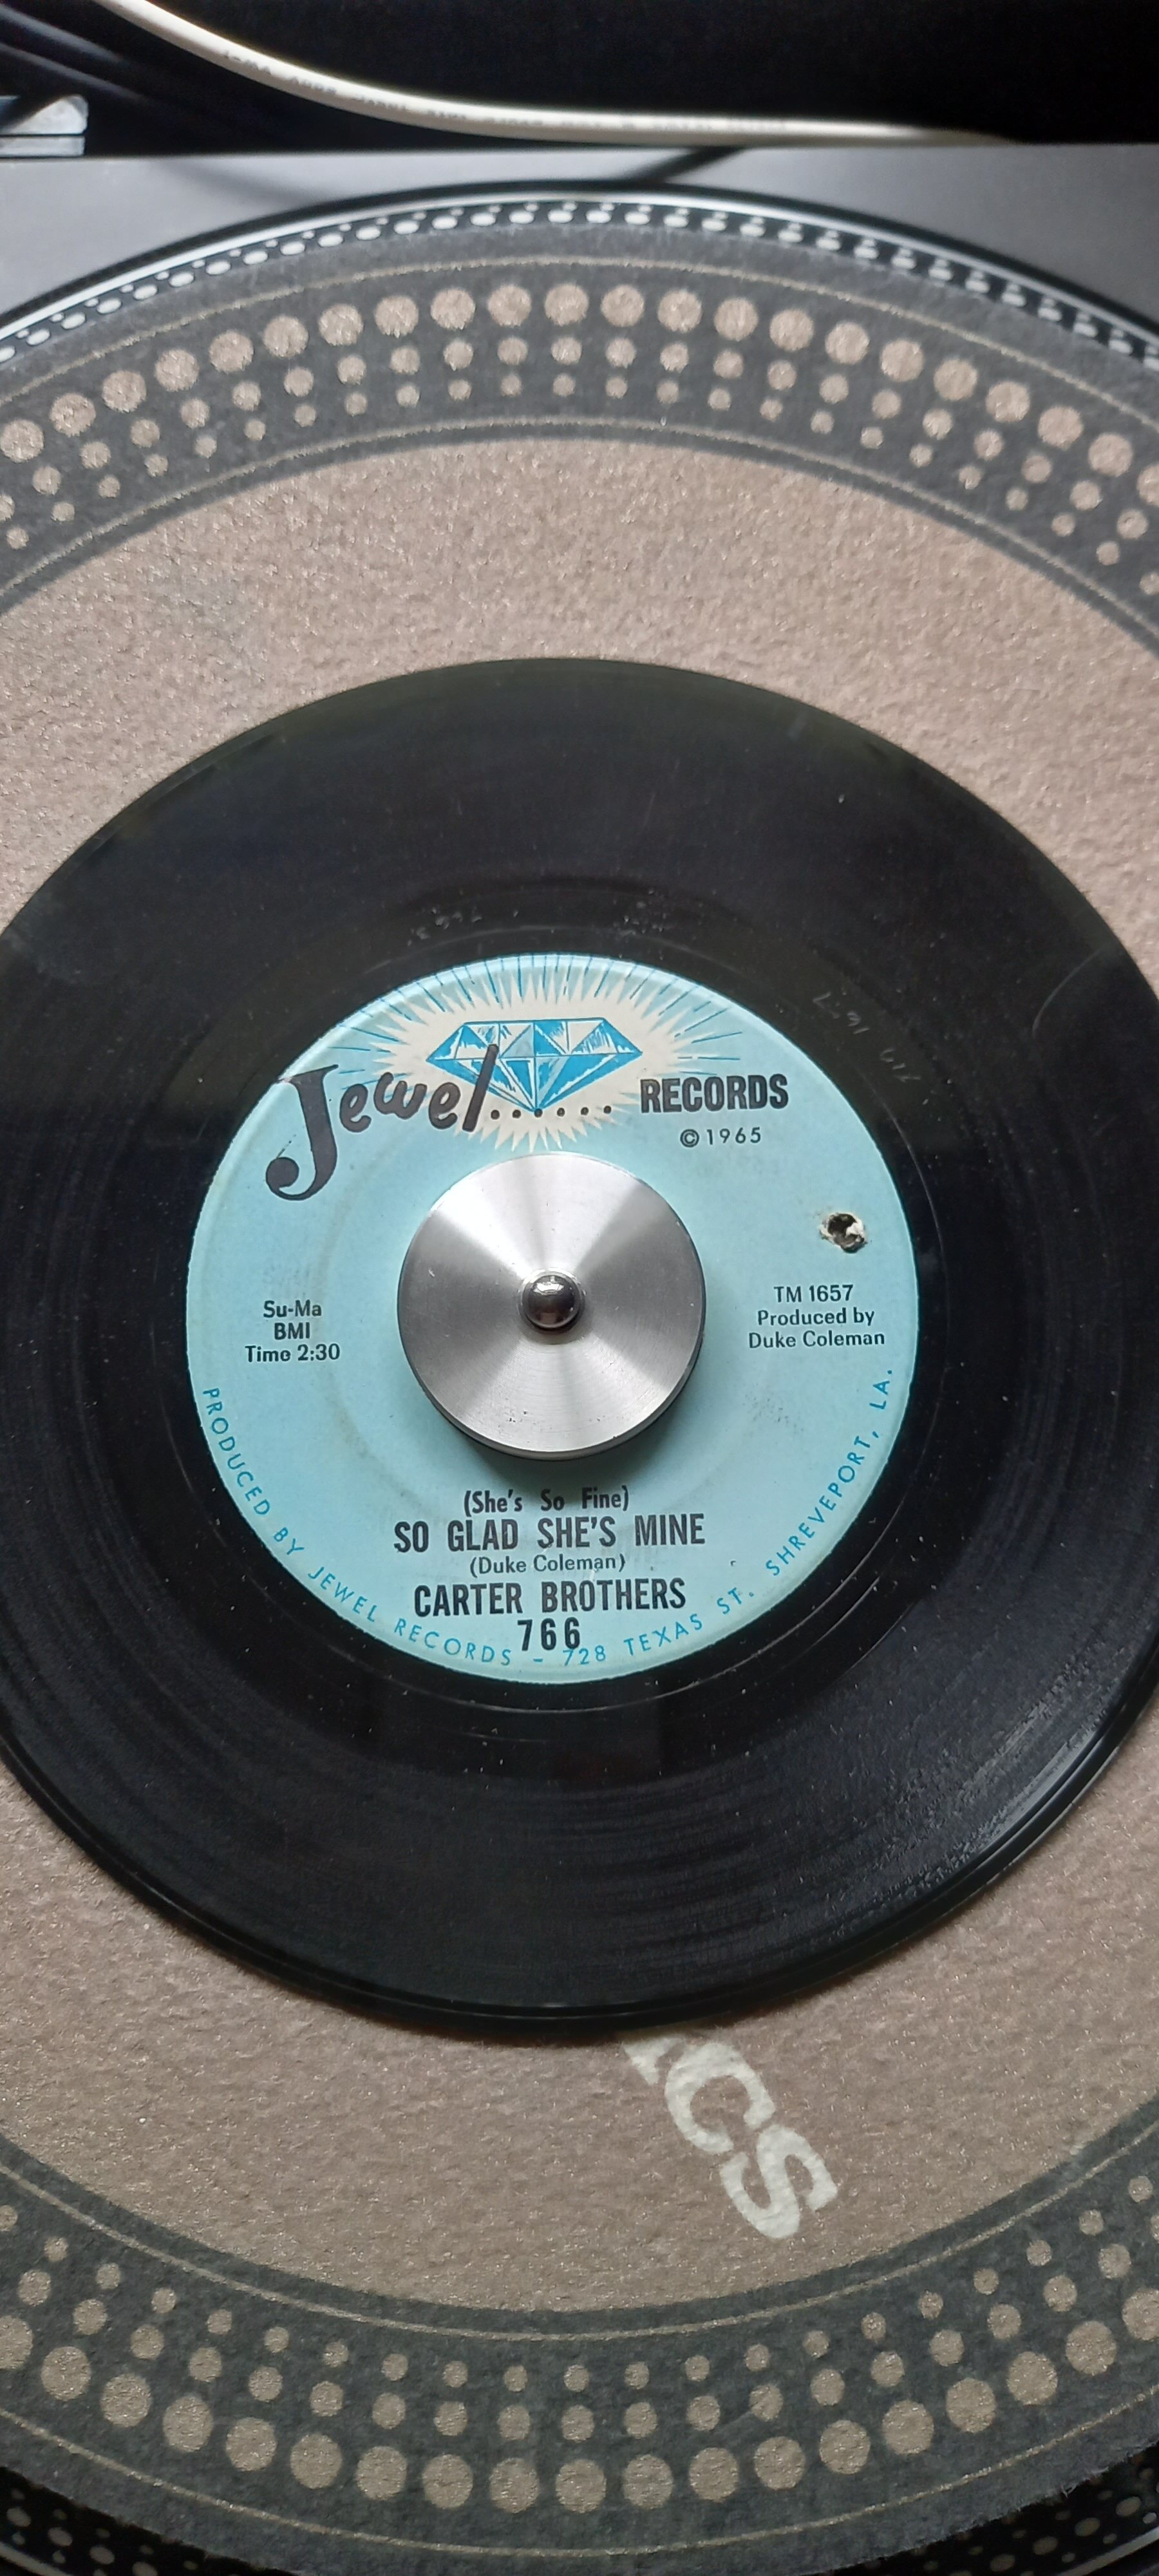 Jewel...... RECORDS
©1965
Su-Ma
BMI
Time 2:30
TM 1657
Produced by
Duke Coleman
(She's So Fine)
SO GLAD SHE'S MINE
(Duke Coleman)
CARTER BROTHERS
766
PRODUCED BY JEWEL RECORDS - 728 TEXAS ST. SHREVEPORT, LA.
ICS